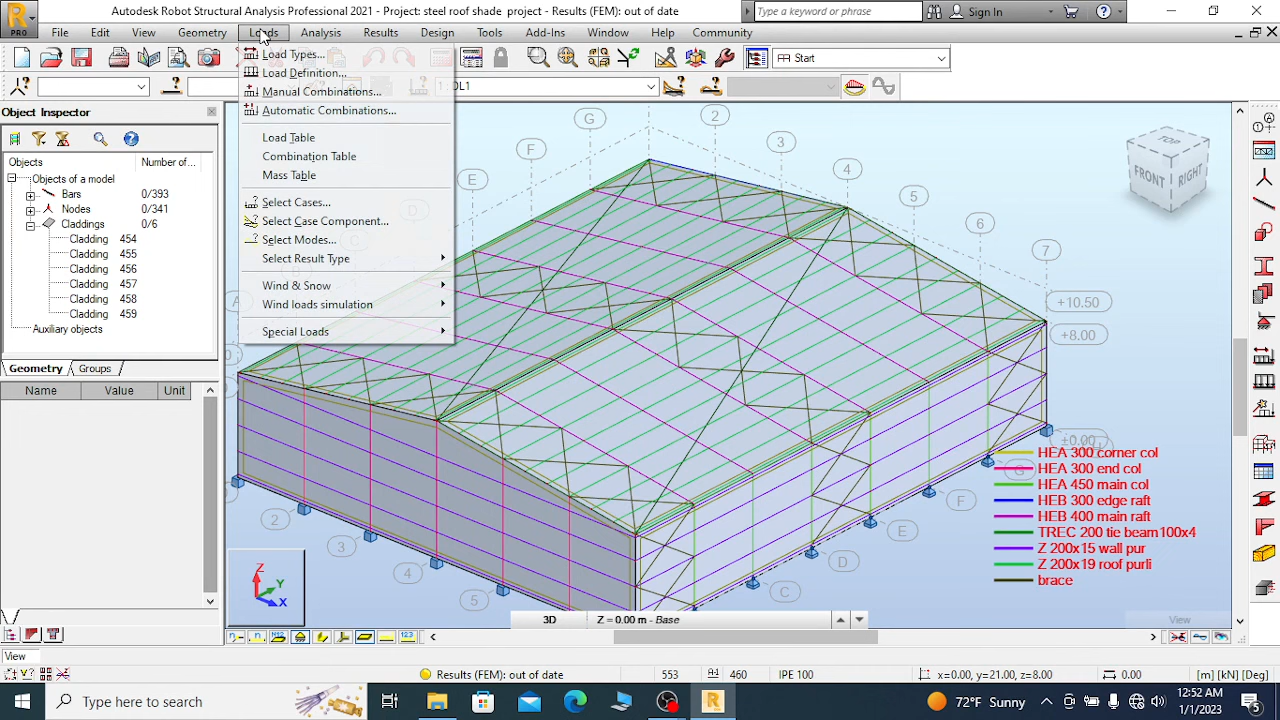 Autodesk Robot Structural Analysis Professional 2021 - Project: steel roof shade project - Results (FEM): out of date
Type a keyword or phrase
Sign In
PRO
File Edit View Geometry Loads Analysis Results Design Tools Add-Ins Window Help Community
Start
1 : DL1
Load Types...
Load Definition...
Manual Combinations...
Automatic Combinations...
Load Table
Combination Table
Mass Table
Select Cases...
Select Case Component...
Select Modes...
Select Result Type
Wind & Snow
Wind loads simulation
Special Loads
Object Inspector
Objects Number of...
Objects of a model
Bars 0/393
Nodes 0/341
Claddings 0/6
Cladding 454
Cladding 455
Cladding 456
Cladding 457
Cladding 458
Cladding 459
Auxiliary objects
Geometry Groups
Name Value Unit
G
F
E
D
2
3
4
5
6
7
A
+10.50
+8.00
±0.00
TOP
FRONT RIGHT
2
3
4
5
G
F
E
D
C
HEA 300 corner col
HEA 300 end col
HEA 450 main col
HEB 300 edge raft
HEB 400 main raft
TREC 200 tie beam100x4
Z 200x15 wall pur
Z 200x19 roof purli
brace
Z
Y
X
3D Z = 0.00 m - Base
View
View
Results (FEM): out of date 553 460 IPE 100 x=0.00, y=21.00, z=8.00 0.00 [m] [kN] [Deg]
Type here to search
72°F Sunny
12:52 AM
1/1/2023
5